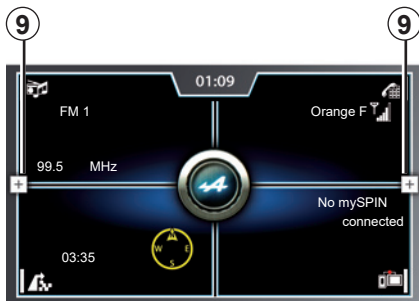 9 9
01:09
FM 1
Orange F
99.5 MHz
+ +
No mySPIN
connected
03:35
N
W E
S